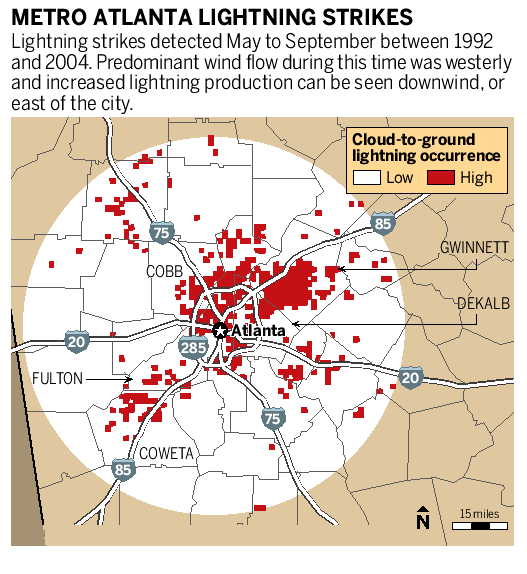 METRO ATLANTA LIGHTNING STRIKES
Lightning strikes detected May to September between 1992
and 2004. Predominant wind flow during this time was westerly
and increased lightning production can be seen downwind, or
east of the city.
Cloud-to-ground
lightning occurrence
Low High
75
85
GWINNETT
COBB
DEKALB
Atlanta
20
285
FULTON
20
75
COWETA
85
N
15 miles